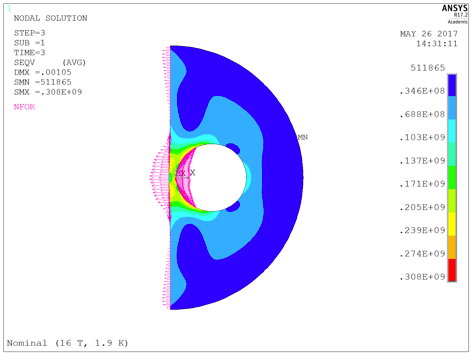 1
NODAL SOLUTION
STEP=3
SUB =1
TIME=3
SEQV (AVG)
DMX =.00105
SMN =511865
SMX =.308E+09
NFOR
ANSYS
R17.2
Academic
MAY 26 2017
14:31:11
511865
.346E+08
.688E+08
.103E+09
.137E+09
.171E+09
.205E+09
.239E+09
.274E+09
.308E+09
MN
X
Nominal (16 T, 1.9 K)